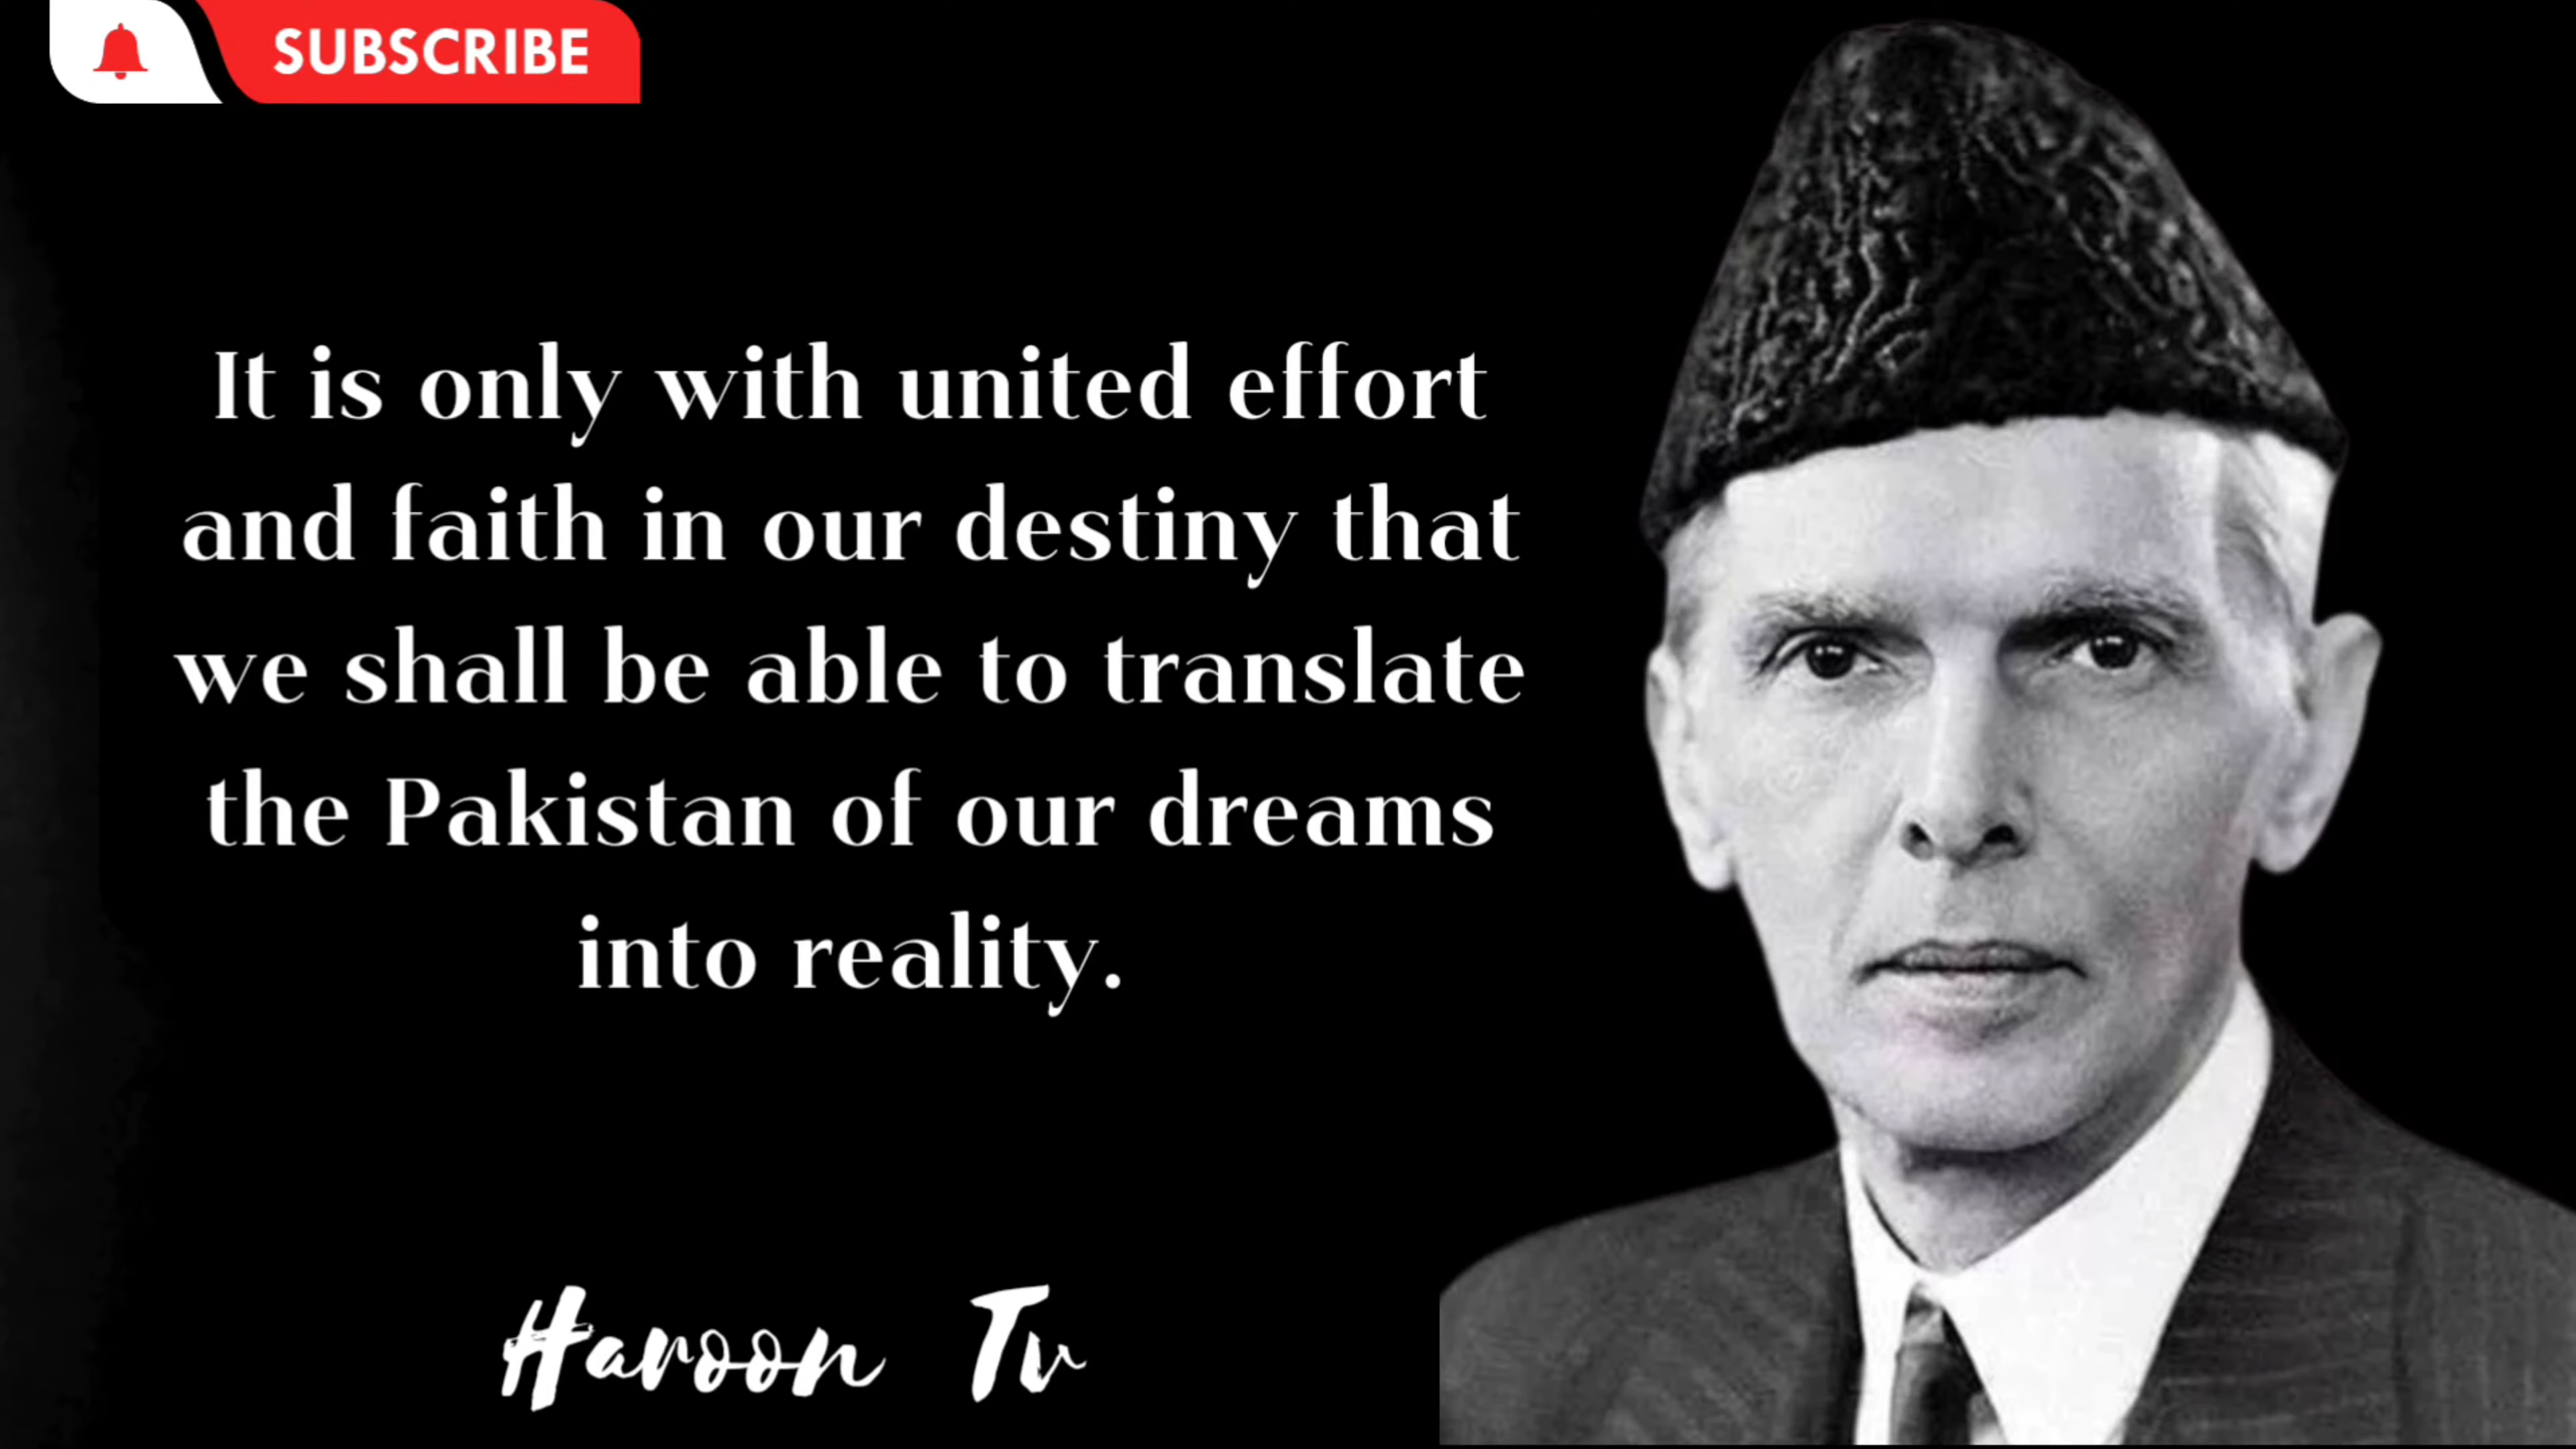 SUBSCRIBE
It is only with united effort
and faith in our destiny that
we shall be able to translate
the Pakistan of our dreams
into reality.
Haroon Tv